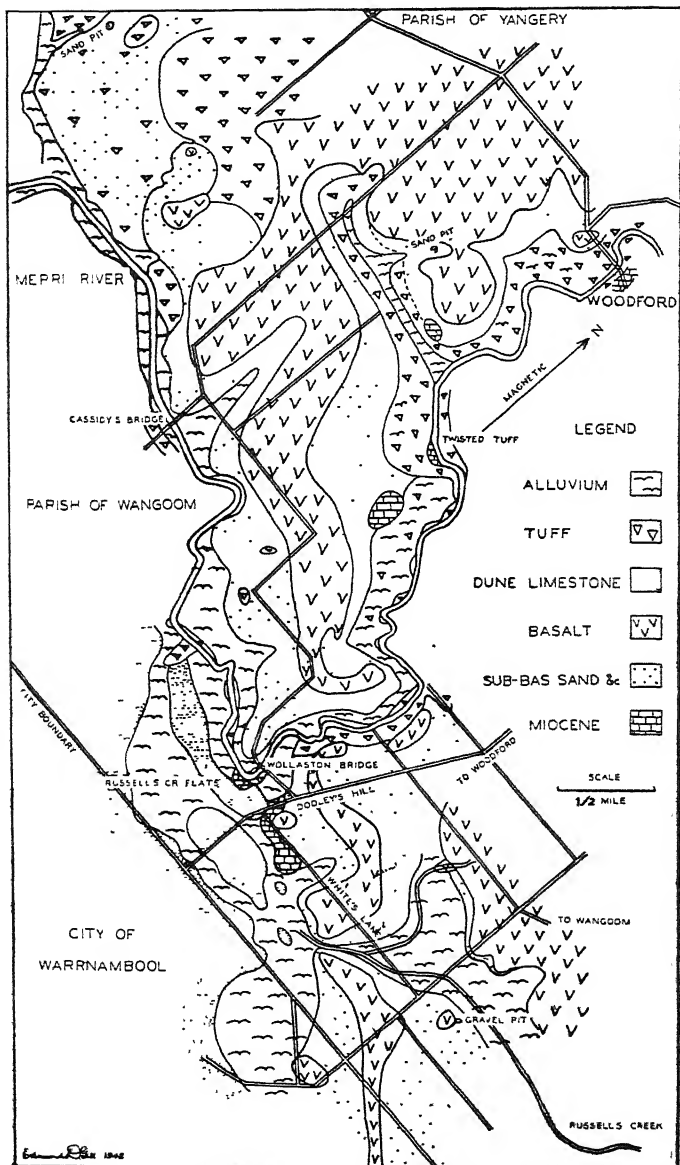 PARISH OF YANGERY
SAND PIT
SAND PIT
MERRI RIVER
WOODFORD
MAGNETIC N
CASSIDY'S BRIDGE
TWISTED TUFF
LEGEND
PARISH OF WANGOOM
ALLUVIUM
TUFF
DUNE LIMESTONE
BASALT
SUB-BAS SAND &c
MIOCENE
CITY BOUNDARY
WOLLASTON BRIDGE
TO WOODFORD
RUSSELLS CR FLATS
SCALE
1/2 MILE
DOOLEY'S HILL
WHITE'S LANE
TO WANGOOM
CITY OF
WARRNAMBOOL
GRAVEL PIT
RUSSELLS CREEK